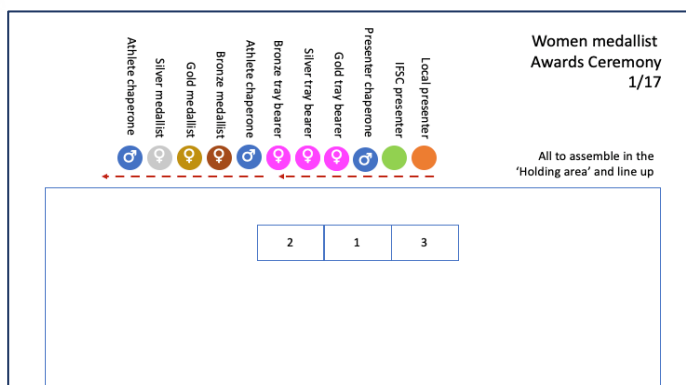 Women medallist
Awards Ceremony
1/17
Athlete chaperone
Silver medallist
Gold medallist
Bronze medallist
Athlete chaperone
Bronze tray bearer
Silver tray bearer
Gold tray bearer
Presenter chaperone
IFSC presenter
Local presenter
All to assemble in the
‘Holding area’ and line up
2 1 3